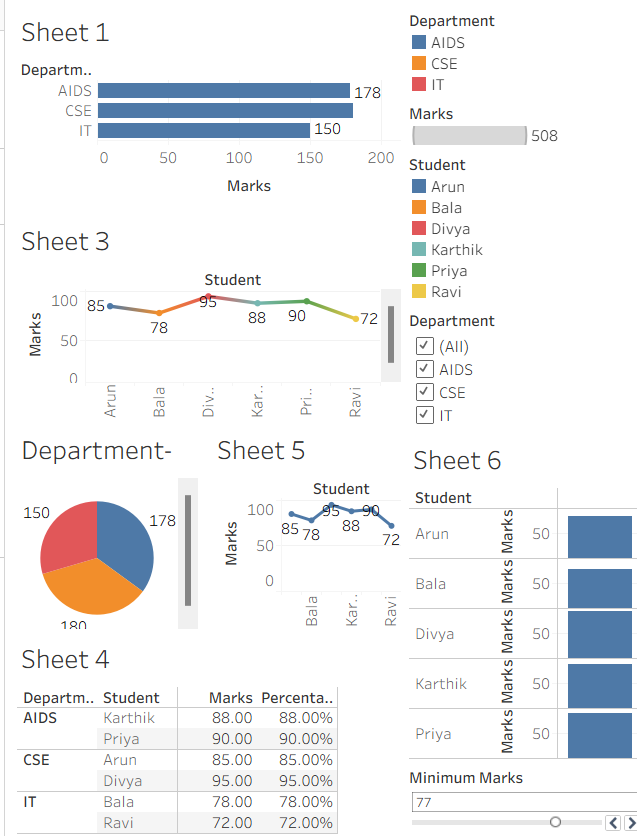 Sheet 1
Departm..
AIDS
178
CSE
IT
150
0 50 100 150 200
Marks
Sheet 3
Student
Marks
100
50
0
85
78
95
88
90
72
Arun
Bala
Div..
Kar..
Pri..
Ravi
Department-
150
178
180
Sheet 5
Student
Marks
100
50
0
85
78
95
88
90
72
Bala
Kar..
Ravi
Sheet 4
Departm.. Student Marks Percenta..
AIDS Karthik 88.00 88.00%
Priya 90.00 90.00%
CSE Arun 85.00 85.00%
Divya 95.00 95.00%
IT Bala 78.00 78.00%
Ravi 72.00 72.00%
Department
AIDS
CSE
IT
Marks
508
Student
Arun
Bala
Divya
Karthik
Priya
Ravi
Department
(All)
AIDS
CSE
IT
Sheet 6
Student
Arun Marks 50
Bala Marks 50
Divya Marks 50
Karthik Marks 50
Priya Marks 50
Minimum Marks
77